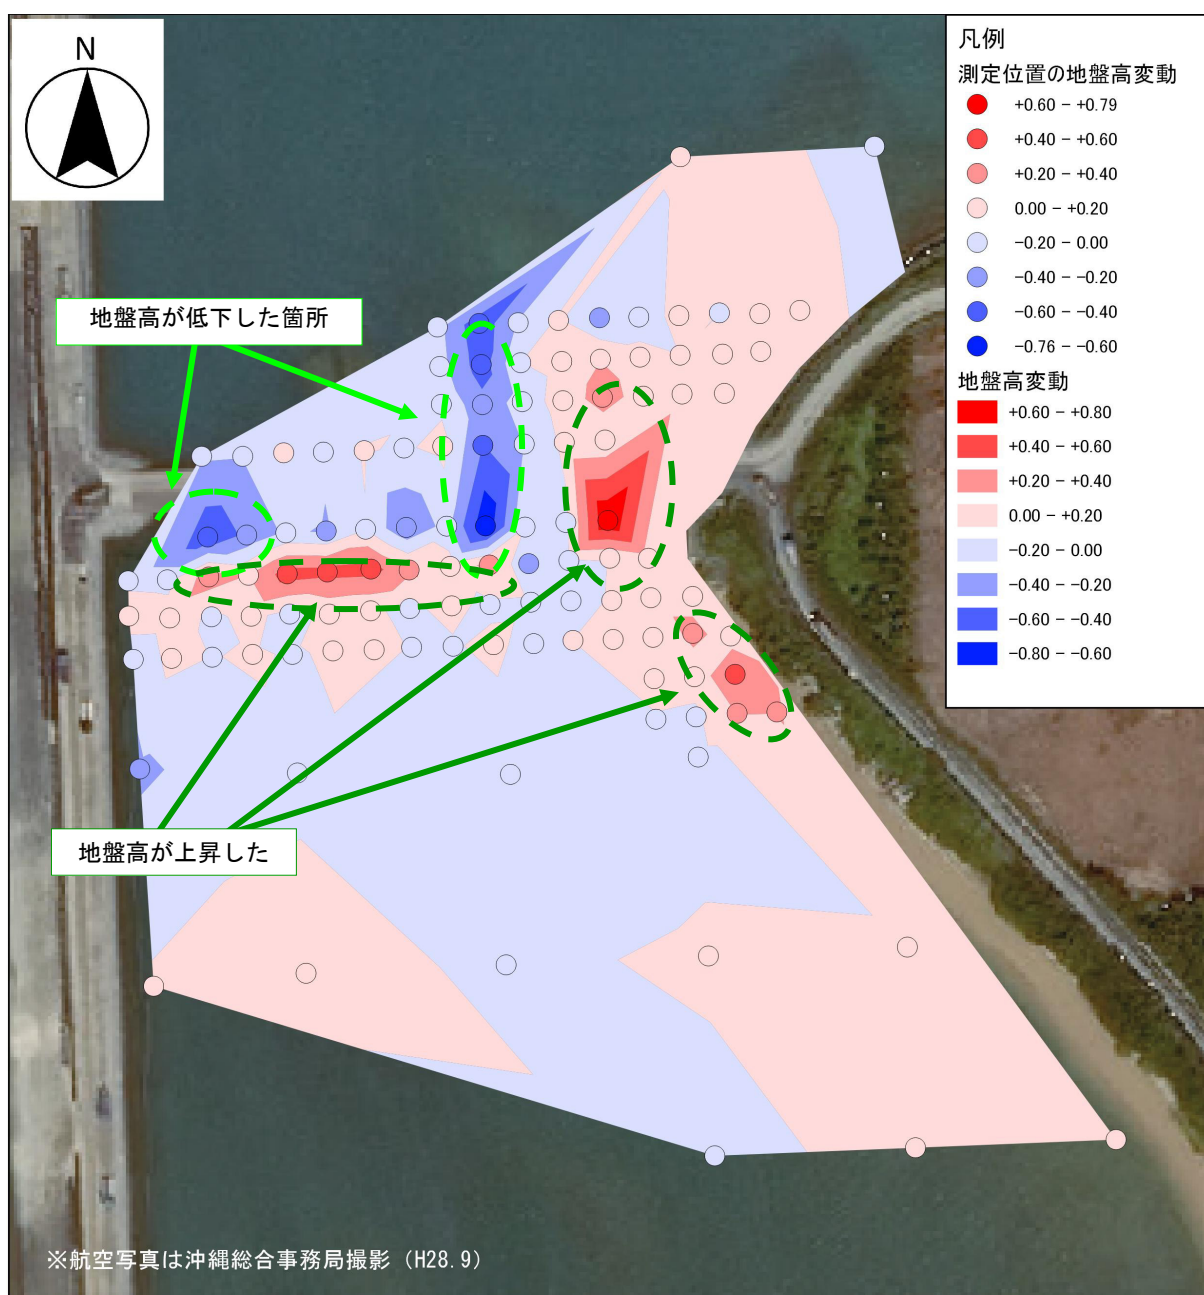 N
凡例
測定位置の地盤高変動
+0.60 − +0.79
+0.40 − +0.60
+0.20 − +0.40
0.00 − +0.20
−0.20 − 0.00
−0.40 − −0.20
−0.60 − −0.40
−0.76 − −0.60
地盤高変動
+0.60 − +0.80
+0.40 − +0.60
+0.20 − +0.40
0.00 − +0.20
−0.20 − 0.00
−0.40 − −0.20
−0.60 − −0.40
−0.80 − −0.60
地盤高が低下した箇所
地盤高が上昇した
※航空写真は沖縄総合事務局撮影（H28.9）